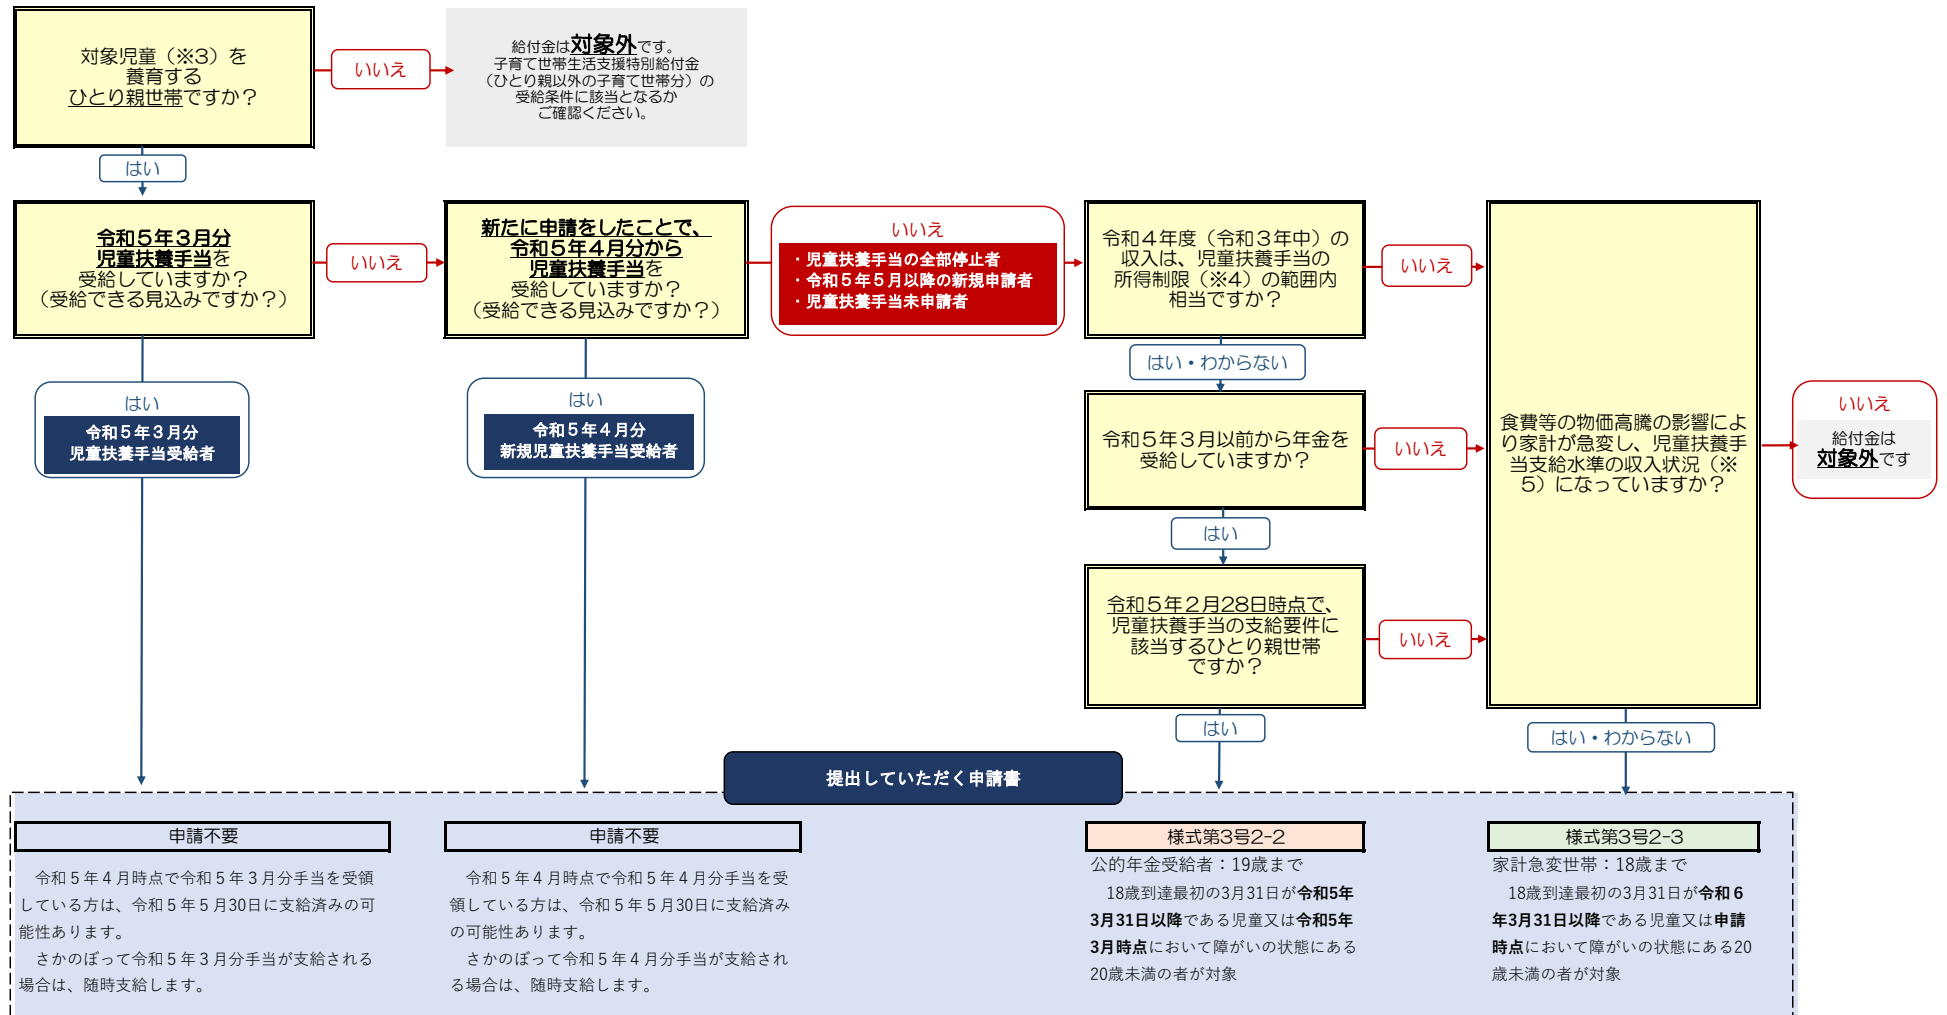 対象児童（※3）を
養育する
ひとり親世帯ですか？
いいえ
給付金は対象外です。
子育て世帯生活支援特別給付金
（ひとり親以外の子育て世帯分）の
受給条件に該当となるか
ご確認ください。
はい
令和５年３月分
児童扶養手当を
受給していますか？
（受給できる見込みですか？）
いいえ
新たに申請をしたことで、
令和５年４月分から
児童扶養手当を
受給していますか？
（受給できる見込みですか？）
いいえ
・児童扶養手当の全部停止者
・令和５年５月以降の新規申請者
・児童扶養手当未申請者
令和４年度（令和３年中）の
収入は、児童扶養手当の
所得制限（※4）の範囲内
相当ですか？
いいえ
はい・わからない
はい
令和５年３月分
児童扶養手当受給者
はい
令和５年４月分
新規児童扶養手当受給者
令和５年３月以前から年金を
受給していますか？
いいえ
食費等の物価高騰の影響によ
り家計が急変し、児童扶養手
当支給水準の収入状況（※
5）になっていますか？
いいえ
給付金は
対象外です
はい
令和５年２月28日時点で、
児童扶養手当の支給要件に
該当するひとり親世帯
ですか？
いいえ
はい
はい・わからない
提出していただく申請書
申請不要
令和５年４月時点で令和５年３月分手当を受領
している方は、令和５年５月30日に支給済みの可
能性あります。
さかのぼって令和５年３月分手当が支給される
場合は、随時支給します。
申請不要
令和５年４月時点で令和５年４月分手当を受
領している方は、令和５年５月30日に支給済み
の可能性あります。
さかのぼって令和５年４月分手当が支給され
る場合は、随時支給します。
様式第3号2-2
公的年金受給者：19歳まで
18歳到達最初の3月31日が令和5年
3月31日以降である児童又は令和5年
3月時点において障がいの状態にある
20歳未満の者が対象
様式第3号2-3
家計急変世帯：18歳まで
18歳到達最初の3月31日が令和６
年3月31日以降である児童又は申請
時点において障がいの状態にある20
歳未満の者が対象